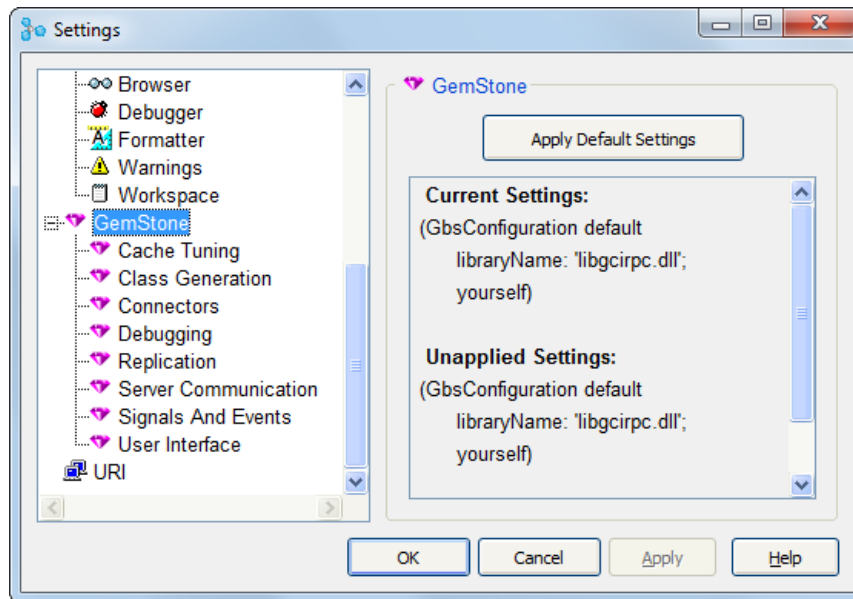 Settings
Browser
Debugger
Formatter
Warnings
Workspace
GemStone
Cache Tuning
Class Generation
Connectors
Debugging
Replication
Server Communication
Signals And Events
User Interface
URI
GemStone
Apply Default Settings
Current Settings:
(GbsConfiguration default
libraryName: 'libgcirpc.dll';
yourself)
Unapplied Settings:
(GbsConfiguration default
libraryName: 'libgcirpc.dll';
yourself)
OK
Cancel
Apply
Help